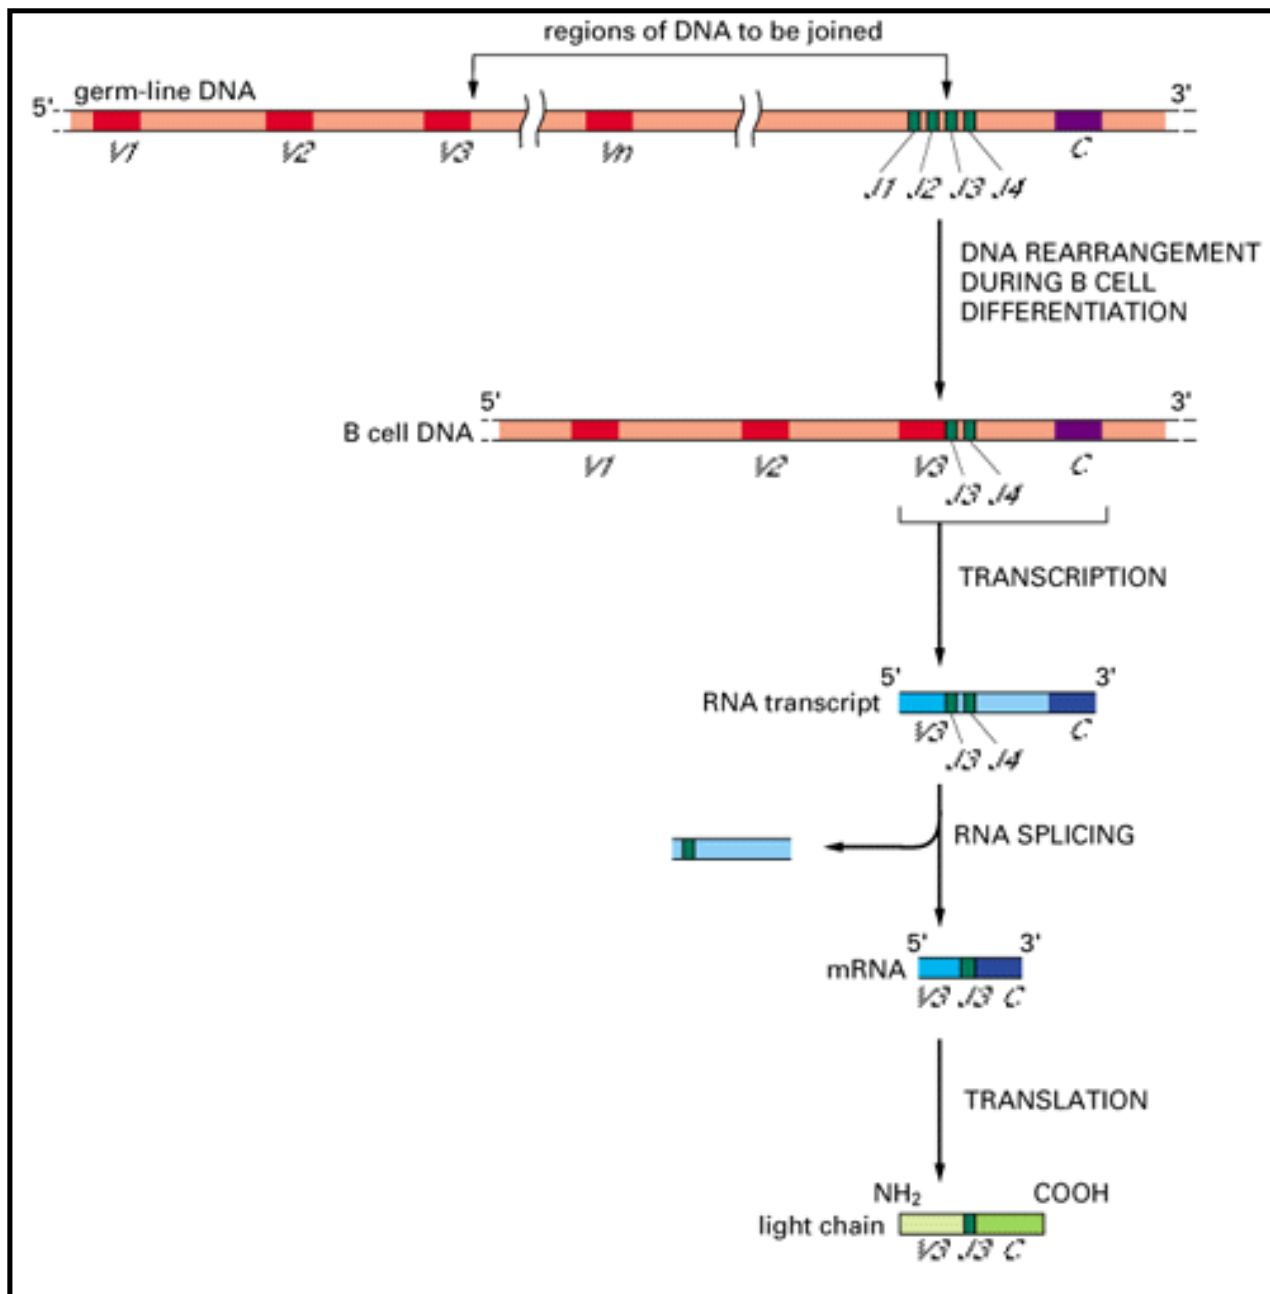 regions of DNA to be joined
germ-line DNA
5' 3'
V1 V2 V3 Vn C
J1 J2 J3 J4
DNA REARRANGEMENT
DURING B CELL
DIFFERENTIATION
5' 3'
B cell DNA
V1 V2 V3 C
J3 J4
TRANSCRIPTION
5' 3'
RNA transcript
V3 C
J3 J4
RNA SPLICING
5' 3'
mRNA
V3 J3 C
TRANSLATION
NH₂ COOH
light chain
V3 J3 C